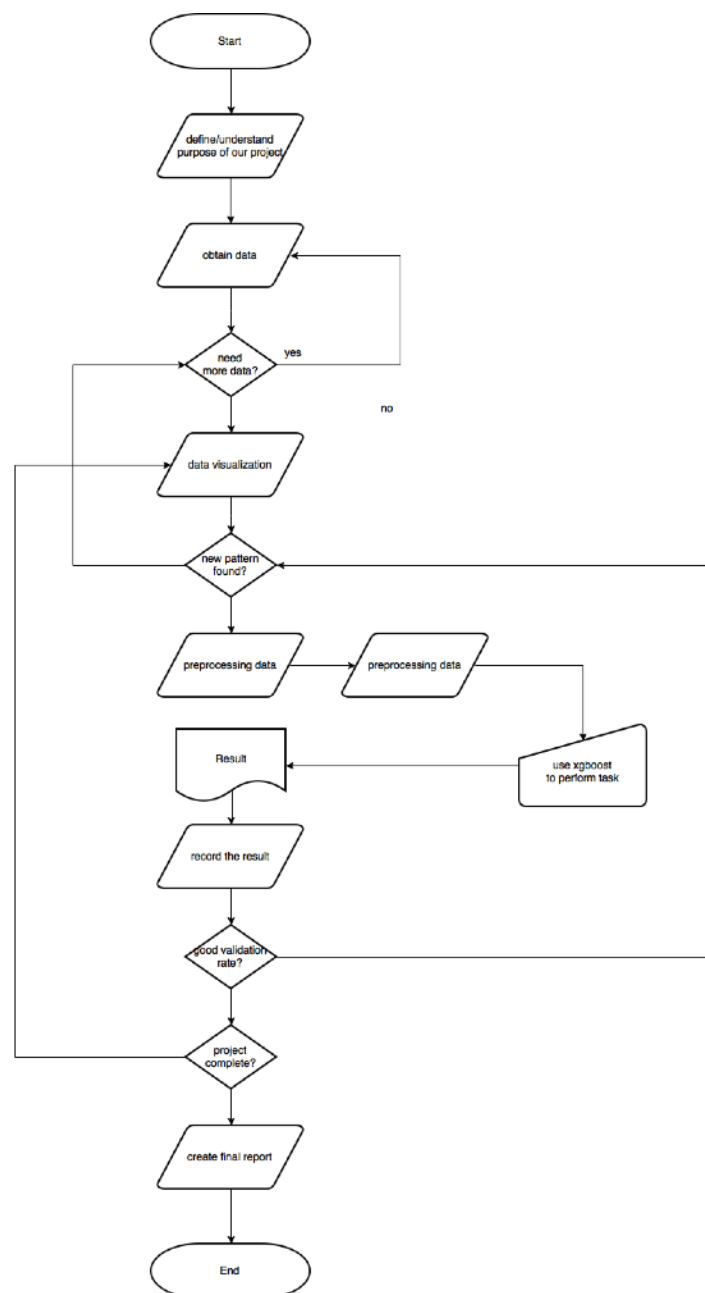 Start
define/understand
purpose of our project
obtain data
need
more data?
yes
no
data visualization
new pattern
found?
preprocessing data
preprocessing data
use xgboost
to perform task
Result
record the result
good validation
rate?
project
complete?
create final report
End